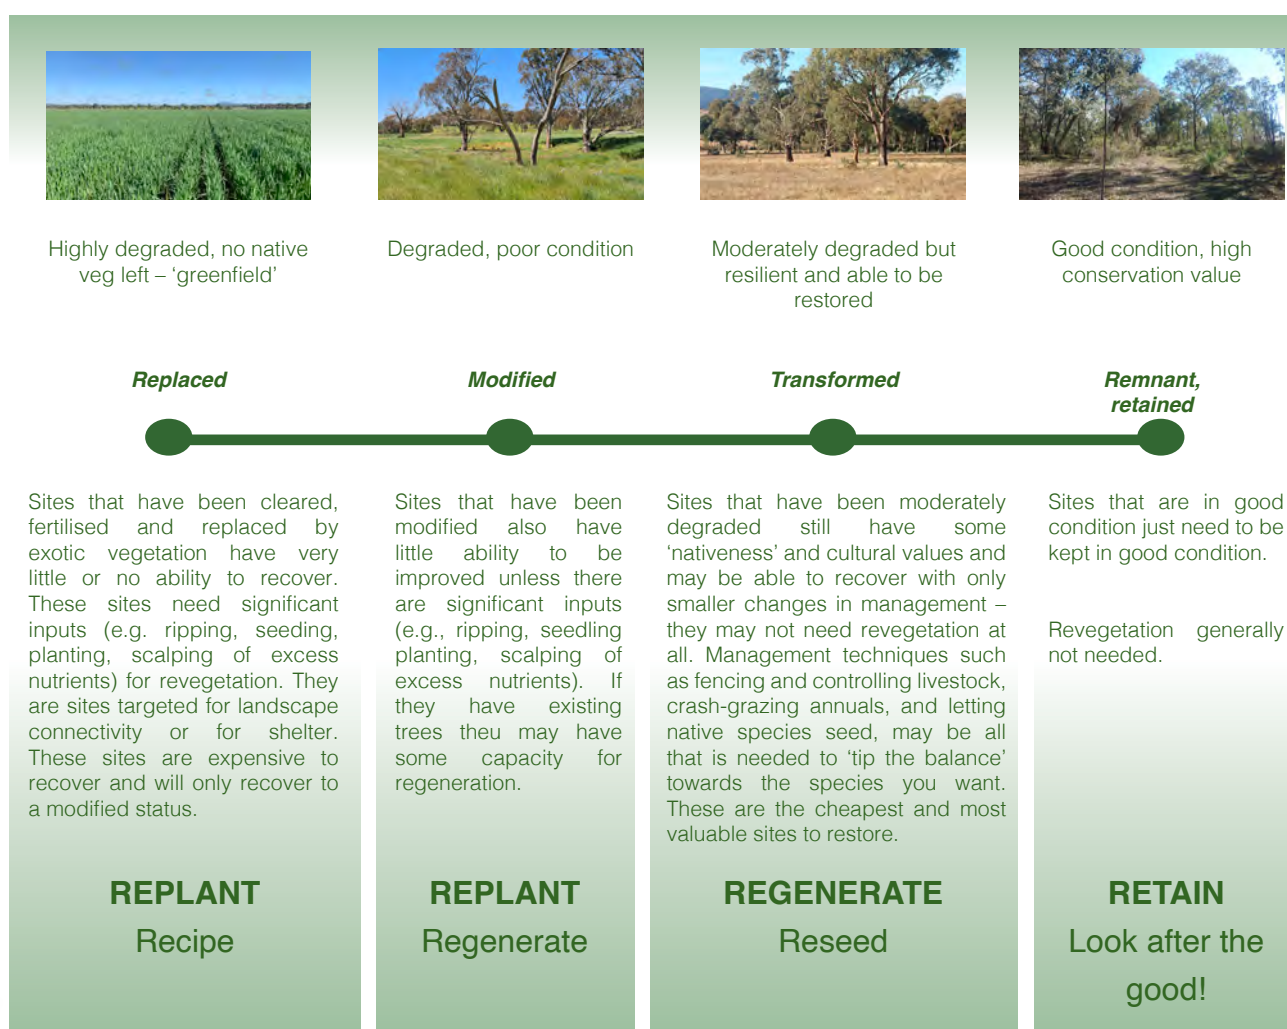 Highly degraded, no native
veg left – ‘greenfield’
Degraded, poor condition
Moderately degraded but
resilient and able to be
restored
Good condition, high
conservation value
Replaced
Modified
Transformed
Remnant,
retained
Sites that have been cleared,
fertilised and replaced by
exotic vegetation have very
little or no ability to recover.
These sites need significant
inputs (e.g. ripping, seeding,
planting, scalping of excess
nutrients) for revegetation. They
are sites targeted for landscape
connectivity or for shelter.
These sites are expensive to
recover and will only recover to
a modified status.
Sites that have been
modified also have
little ability to be
improved unless there
are significant inputs
(e.g., ripping, seedling
planting, scalping of
excess nutrients). If
they have existing
trees theu may have
some capacity for
regeneration.
Sites that have been moderately
degraded still have some
‘nativeness’ and cultural values and
may be able to recover with only
smaller changes in management –
they may not need revegetation at
all. Management techniques such
as fencing and controlling livestock,
crash-grazing annuals, and letting
native species seed, may be all
that is needed to ‘tip the balance’
towards the species you want.
These are the cheapest and most
valuable sites to restore.
Sites that are in good
condition just need to be
kept in good condition.
Revegetation generally
not needed.
REPLANT
Recipe
REPLANT
Regenerate
REGENERATE
Reseed
RETAIN
Look after the
good!